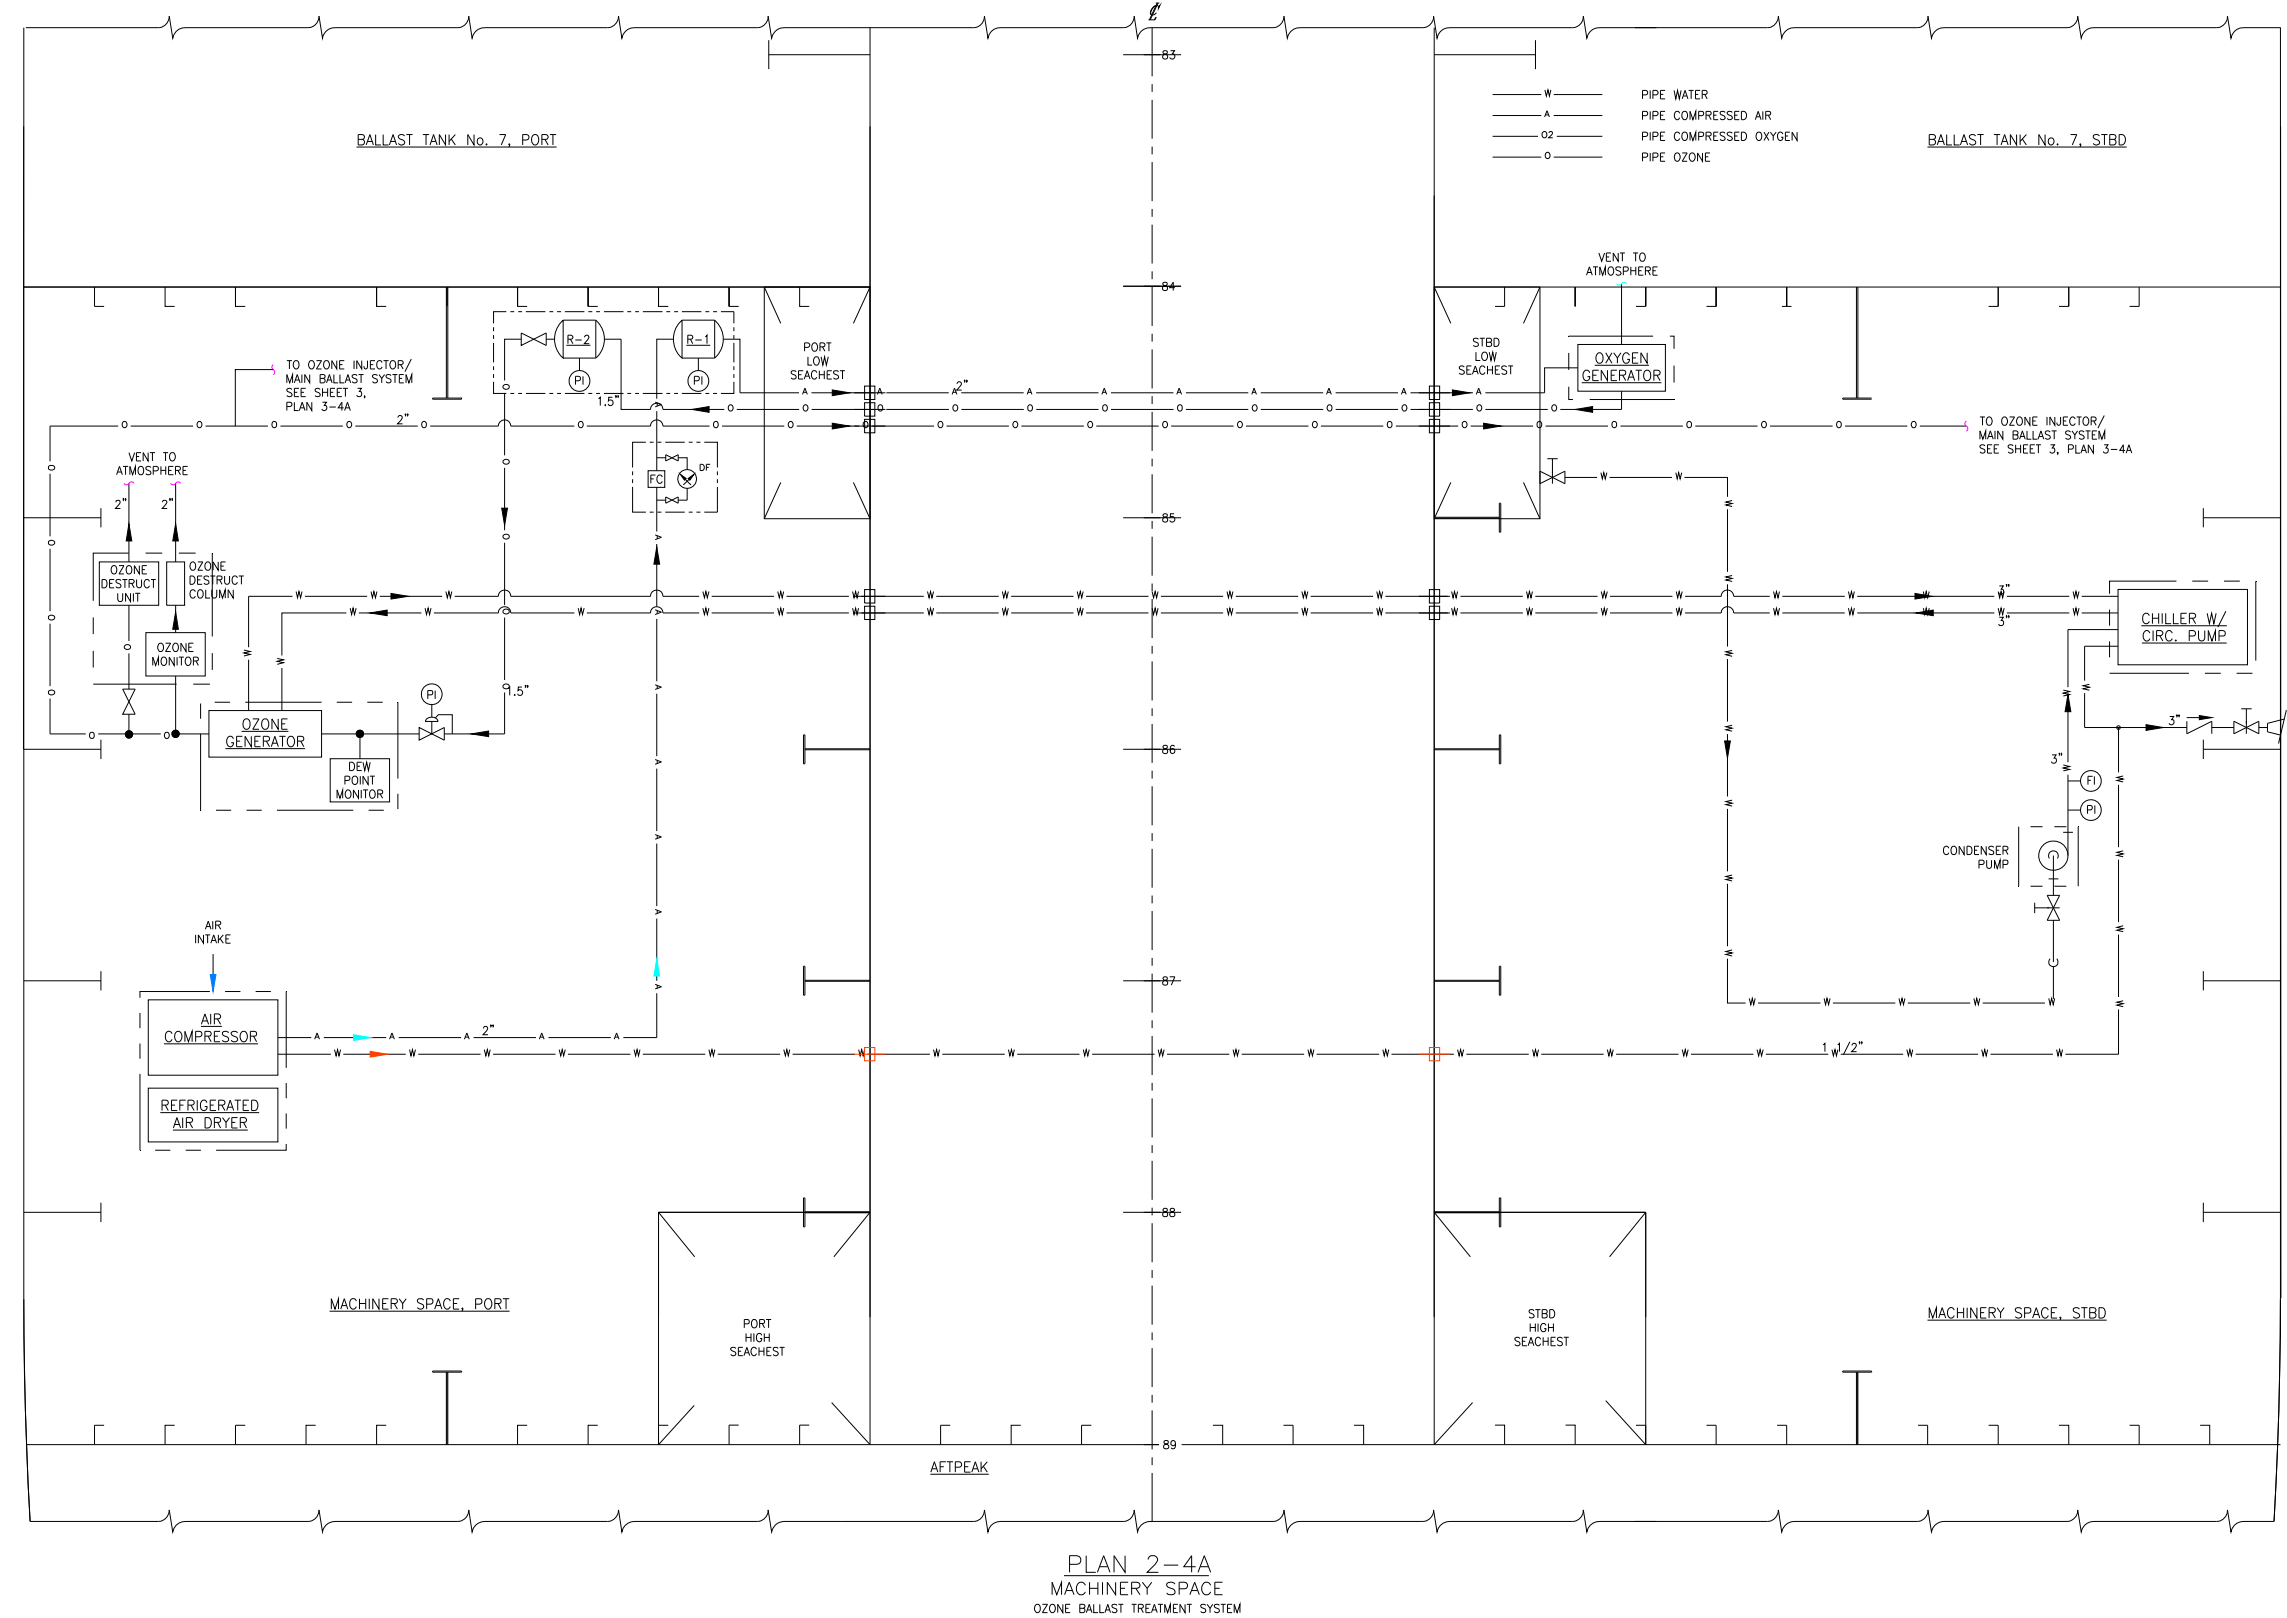 ℄
83
W
PIPE WATER
A
PIPE COMPRESSED AIR
O2
PIPE COMPRESSED OXYGEN
O
PIPE OZONE
BALLAST TANK No. 7, PORT
BALLAST TANK No. 7, STBD
VENT TO
ATMOSPHERE
84
R-2
R-1
PI
PI
PORT
LOW
SEACHEST
STBD
LOW
SEACHEST
OXYGEN
GENERATOR
TO OZONE INJECTOR/
MAIN BALLAST SYSTEM
SEE SHEET 3,
PLAN 3-4A
2"
1.5"
2"
TO OZONE INJECTOR/
MAIN BALLAST SYSTEM
SEE SHEET 3, PLAN 3-4A
VENT TO
ATMOSPHERE
2"
2"
FC
DF
85
OZONE
DESTRUCT
UNIT
OZONE
DESTRUCT
COLUMN
OZONE
MONITOR
3"
3"
CHILLER W/
CIRC. PUMP
PI
1.5"
OZONE
GENERATOR
DEW
POINT
MONITOR
86
3"
3"
FI
PI
CONDENSER
PUMP
AIR
INTAKE
87
AIR
COMPRESSOR
2"
1 1/2"
REFRIGERATED
AIR DRYER
88
MACHINERY SPACE, PORT
PORT
HIGH
SEACHEST
STBD
HIGH
SEACHEST
MACHINERY SPACE, STBD
89
AFTPEAK
PLAN 2-4A
MACHINERY SPACE
OZONE BALLAST TREATMENT SYSTEM